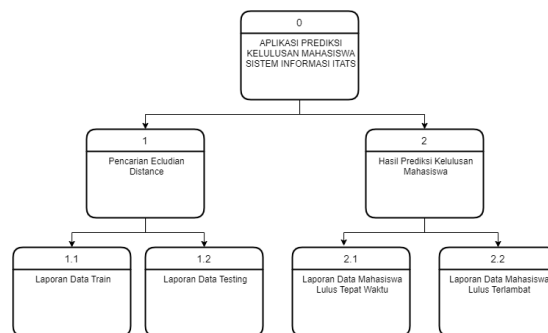 0
APLIKASI PREDIKSI
KELULUSAN MAHASISWA
SISTEM INFORMASI ITATS
1
Pencarian Ecludian
Distance
2
Hasil Prediksi Kelulusan
Mahasiswa
1.1
Laporan Data Train
1.2
Laporan Data Testing
2.1
Laporan Data Mahasiswa
Lulus Tepat Waktu
2.2
Laporan Data Mahasiswa
Lulus Terlambat